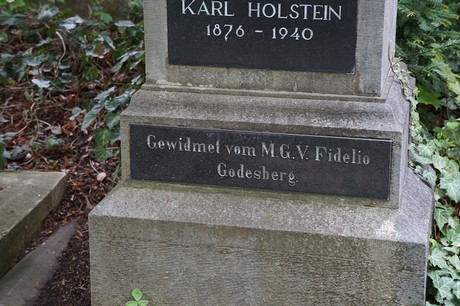 KARL HOLSTEIN
1876 - 1940
Gewidmet vom M.G.V. Fidelio
Godesberg.